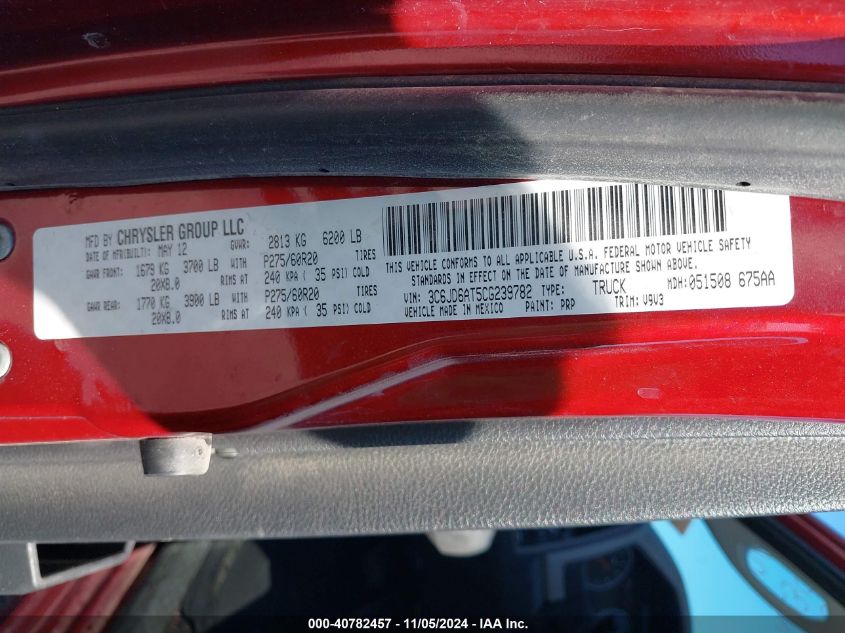 MFD BY CHRYSLER GROUP LLC
DATE OF MFR(BUILT): MAY 12 GVWR: 2813 KG 6200 LB
GAWR FRONT: 1679 KG 3700 LB WITH P275/60R20 TIRES
20X8.0 RIMS AT 240 KPA ( 35 PSI) COLD
GAWR REAR: 1770 KG 3900 LB WITH P275/60R20 TIRES
20X8.0 RIMS AT 240 KPA ( 35 PSI) COLD
THIS VEHICLE CONFORMS TO ALL APPLICABLE U.S.A. FEDERAL MOTOR VEHICLE SAFETY
STANDARDS IN EFFECT ON THE DATE OF MANUFACTURE SHOWN ABOVE.
VIN: 3C6JD6AT5CG239782 TYPE: TRUCK MDH: 051508 675AA
VEHICLE MADE IN MEXICO PAINT: PRP TRIM: V9V3
000-40782457 - 11/05/2024 - IAA Inc.